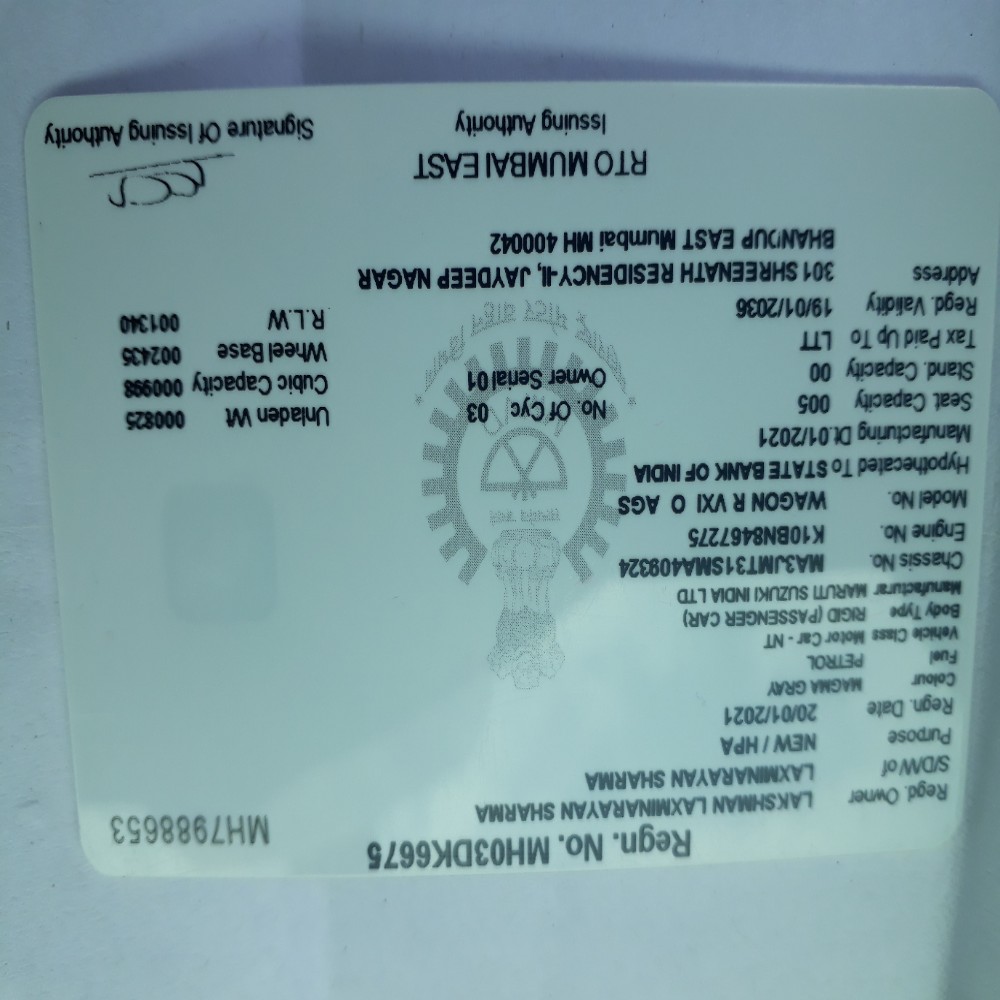 Regn. No. MH03DK6675
MH7988653
Regd. Owner LAKSHMAN LAXMINARAYAN SHARMA
S/D/W of LAXMINARAYAN SHARMA
Purpose NEW / HPA
Regn. Date 20/01/2021
Colour MAGMA GRAY
Fuel PETROL
Vehicle Class Motor Car - NT
Body Type RIGID (PASSENGER CAR)
Manufacturar MARUTI SUZUKI INDIA LTD
Chassis No. MA3JMT31SMA409324
Engine No. K10BN8467275
Model No. WAGON R VXI O AGS
Hypothecated To STATE BANK OF INDIA
Manufacturing Dt.01/2021
Seat. Capacity 005 No. Of Cyc 03 Unladen Wt 000825
Stand. Capacity 00 Owner Serial 01 Cubic Capacity 000998
Tax Paid Up To LTT Wheel Base 002435
Regd. Validity 19/01/2036 R.L.W 001340
Address 301 SHREENATH RESIDENCY-II, JAYDEEP NAGAR
BHANDUP EAST Mumbai MH 400042
RTO MUMBAI EAST
Issuing Authority
Signature Of Issuing Authority